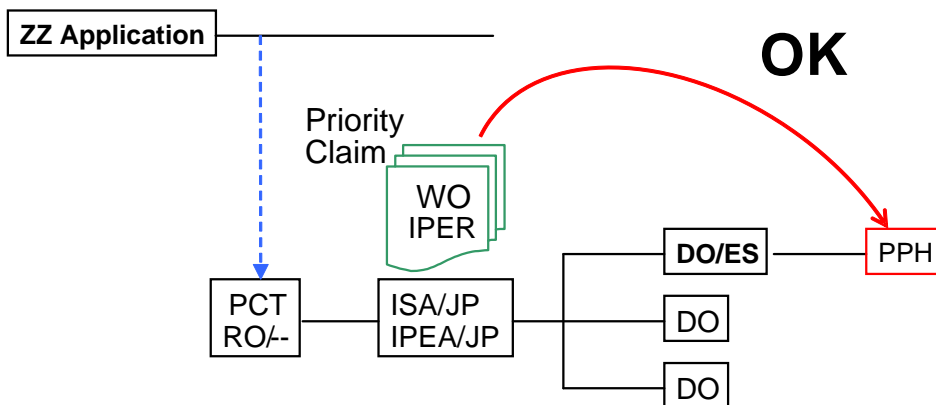 ZZ Application
OK
Priority
Claim
WO
IPER
DO/ES
PPH
PCT
RO/--
ISA/JP
IPEA/JP
DO
DO